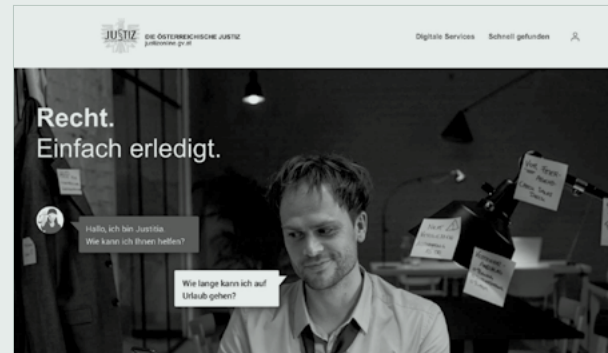 JUSTIZ
DIE ÖSTERREICHISCHE JUSTIZ
justizonline.gv.at
Digitale Services
Schnell gefunden
Recht.
Einfach erledigt.
Hallo, ich bin Justitia.
Wie kann ich Ihnen helfen?
Wie lange kann ich auf
Urlaub gehen?